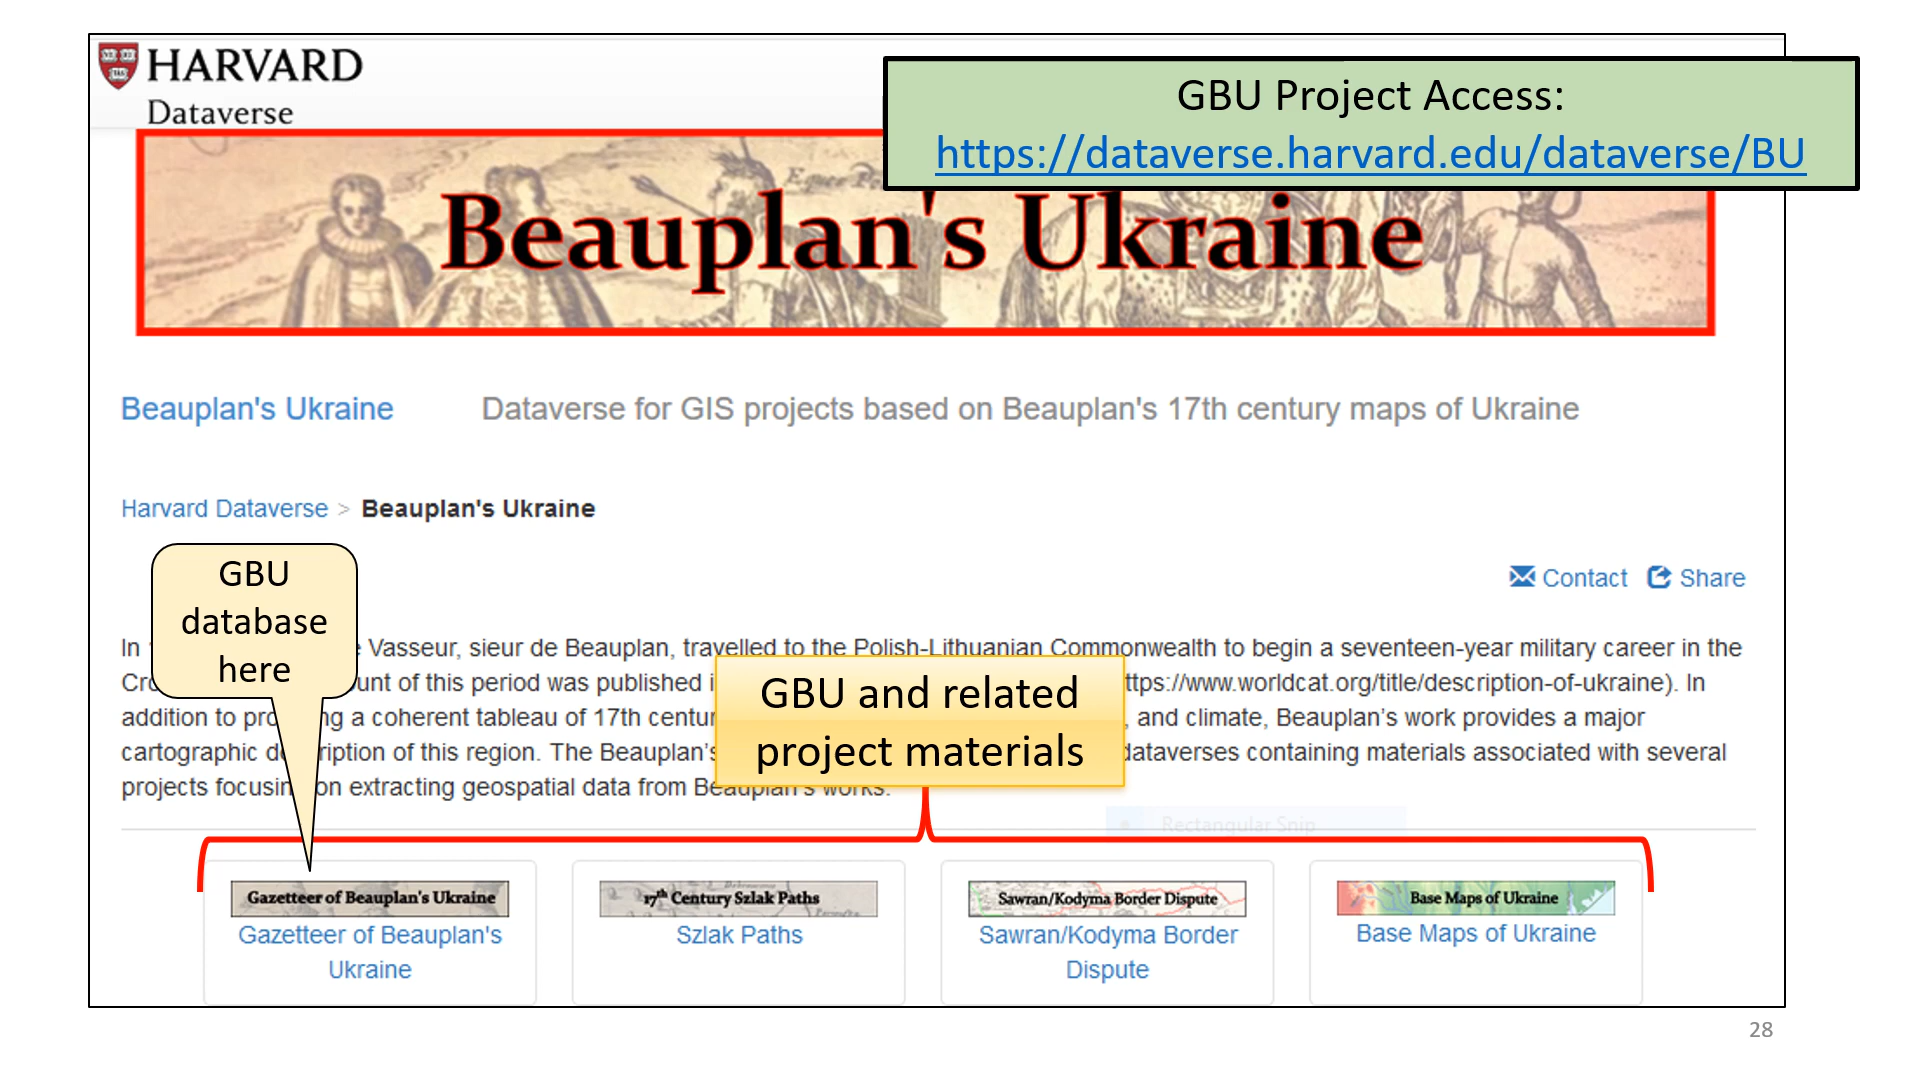 HARVARD
Dataverse
GBU Project Access:
https://dataverse.harvard.edu/dataverse/BU
Beauplan's Ukraine
Beauplan's Ukraine Dataverse for GIS projects based on Beauplan's 17th century maps of Ukraine
Harvard Dataverse > Beauplan's Ukraine
Contact Share
GBU
database
here
In Vasseur, sieur de Beauplan, travelled to the Polish-Lithuanian Commonwealth to begin a seventeen-year military career in the
of this period was published ttps://www.worldcat.org/title/description-of-ukraine). In
addition to a coherent tableau of 17th , and climate, Beauplan's work provides a major
cartographic of this region. The Beauplan's dataverses containing materials associated with several
projects on extracting geospatial data from Beauplan's works.
GBU and related
project materials
Rectangular Snip
Gazetteer of Beauplan's Ukraine
Gazetteer of Beauplan's
Ukraine
17th Century Szlak Paths
Szlak Paths
Sawran/Kodyma Border Dispute
Sawran/Kodyma Border
Dispute
Base Maps of Ukraine
Base Maps of Ukraine
28